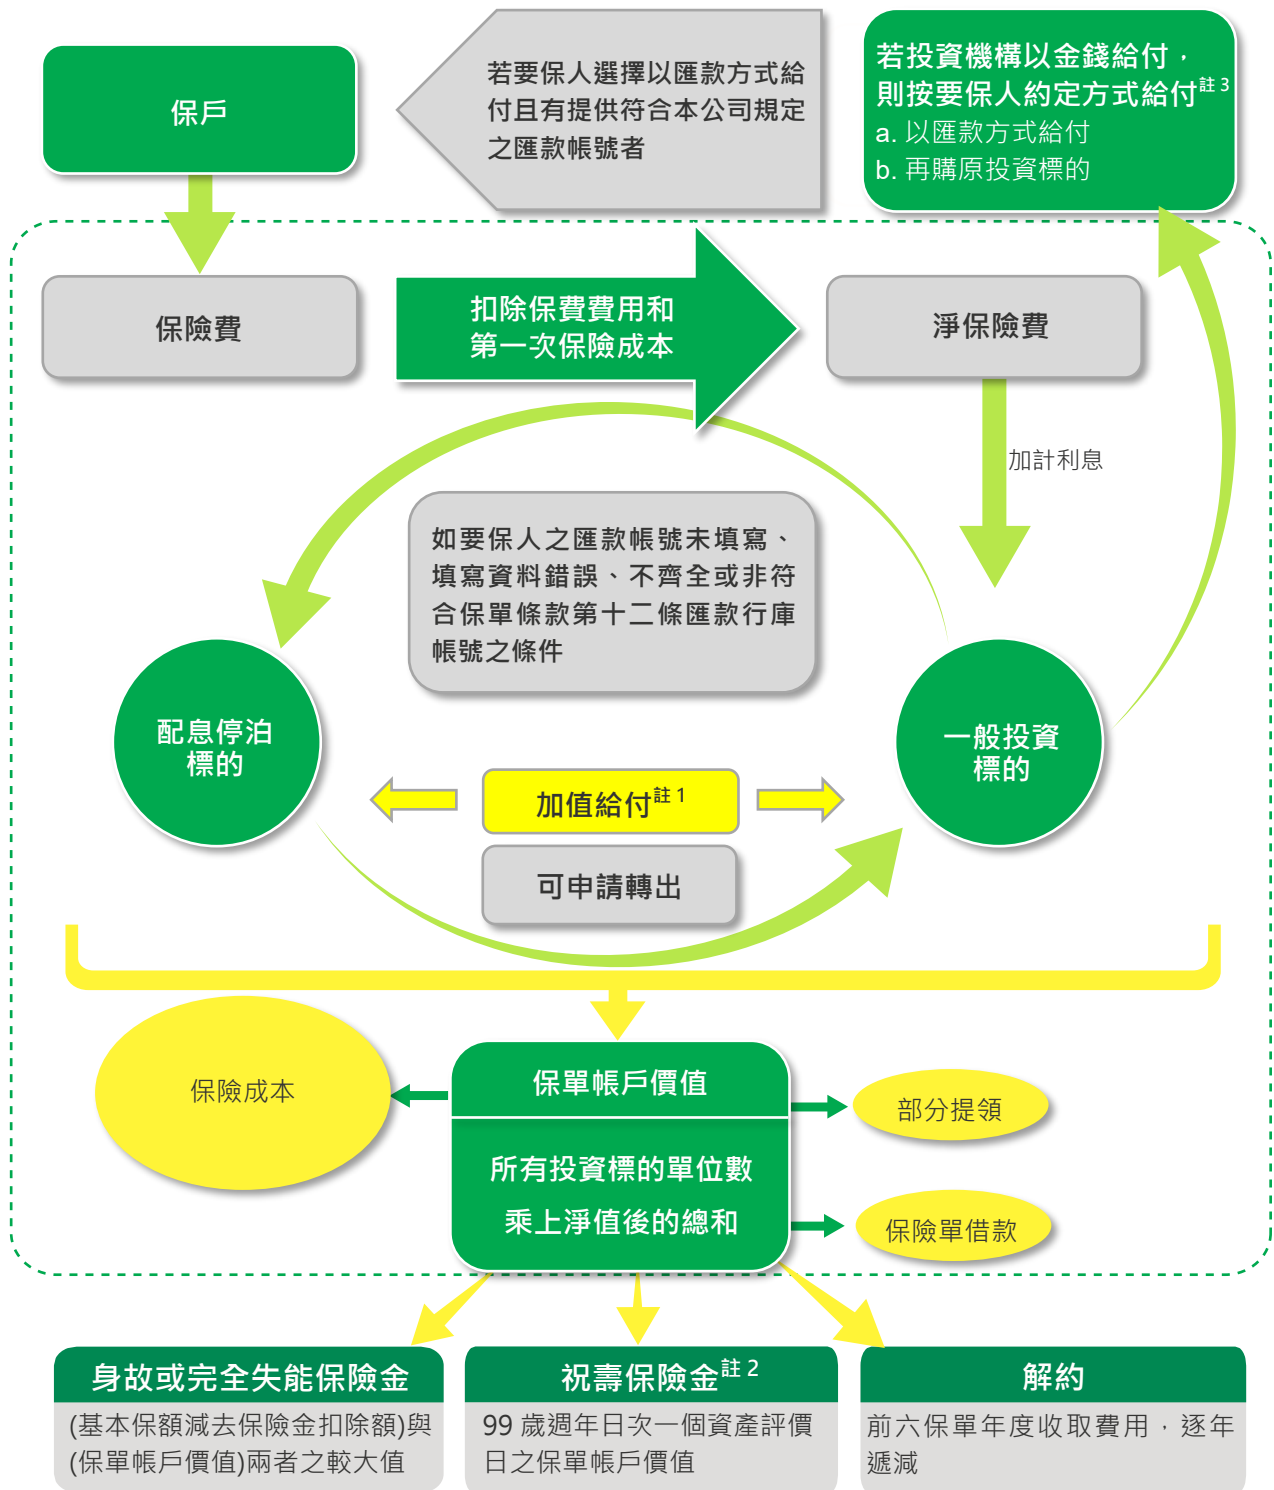 保戶
若要保人選擇以匯款方式給
付且有提供符合本公司規定
之匯款帳號者
若投資機構以金錢給付，
則按要保人約定方式給付註3
a. 以匯款方式給付
b. 再購原投資標的
保險費
扣除保費費用和
第一次保險成本
淨保險費
加計利息
如要保人之匯款帳號未填寫、
填寫資料錯誤、不齊全或非符
合保單條款第十二條匯款行庫
帳號之條件
配息停泊
標的
一般投資
標的
加值給付註1
可申請轉出
保險成本
保單帳戶價值
所有投資標的單位數
乘上淨值後的總和
部分提領
保險單借款
身故或完全失能保險金
(基本保額減去保險金扣除額)與
(保單帳戶價值)兩者之較大值
祝壽保險金註2
99 歲週年日次一個資產評價
日之保單帳戶價值
解約
前六保單年度收取費用，逐年
遞減